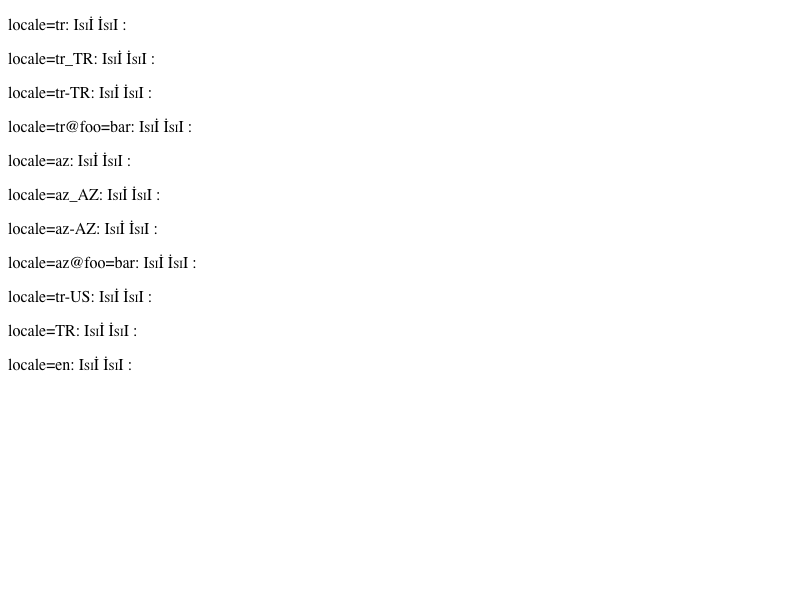 locale=tr: Isıİ İsıI :
locale=tr_TR: Isıİ İsıI :
locale=tr-TR: Isıİ İsıI :
locale=tr@foo=bar: Isıİ İsıI :
locale=az: Isıİ İsıI :
locale=az_AZ: Isıİ İsıI :
locale=az-AZ: Isıİ İsıI :
locale=az@foo=bar: Isıİ İsıI :
locale=tr-US: Isıİ İsıI :
locale=TR: Isıİ İsıI :
locale=en: Isıİ İsıI :